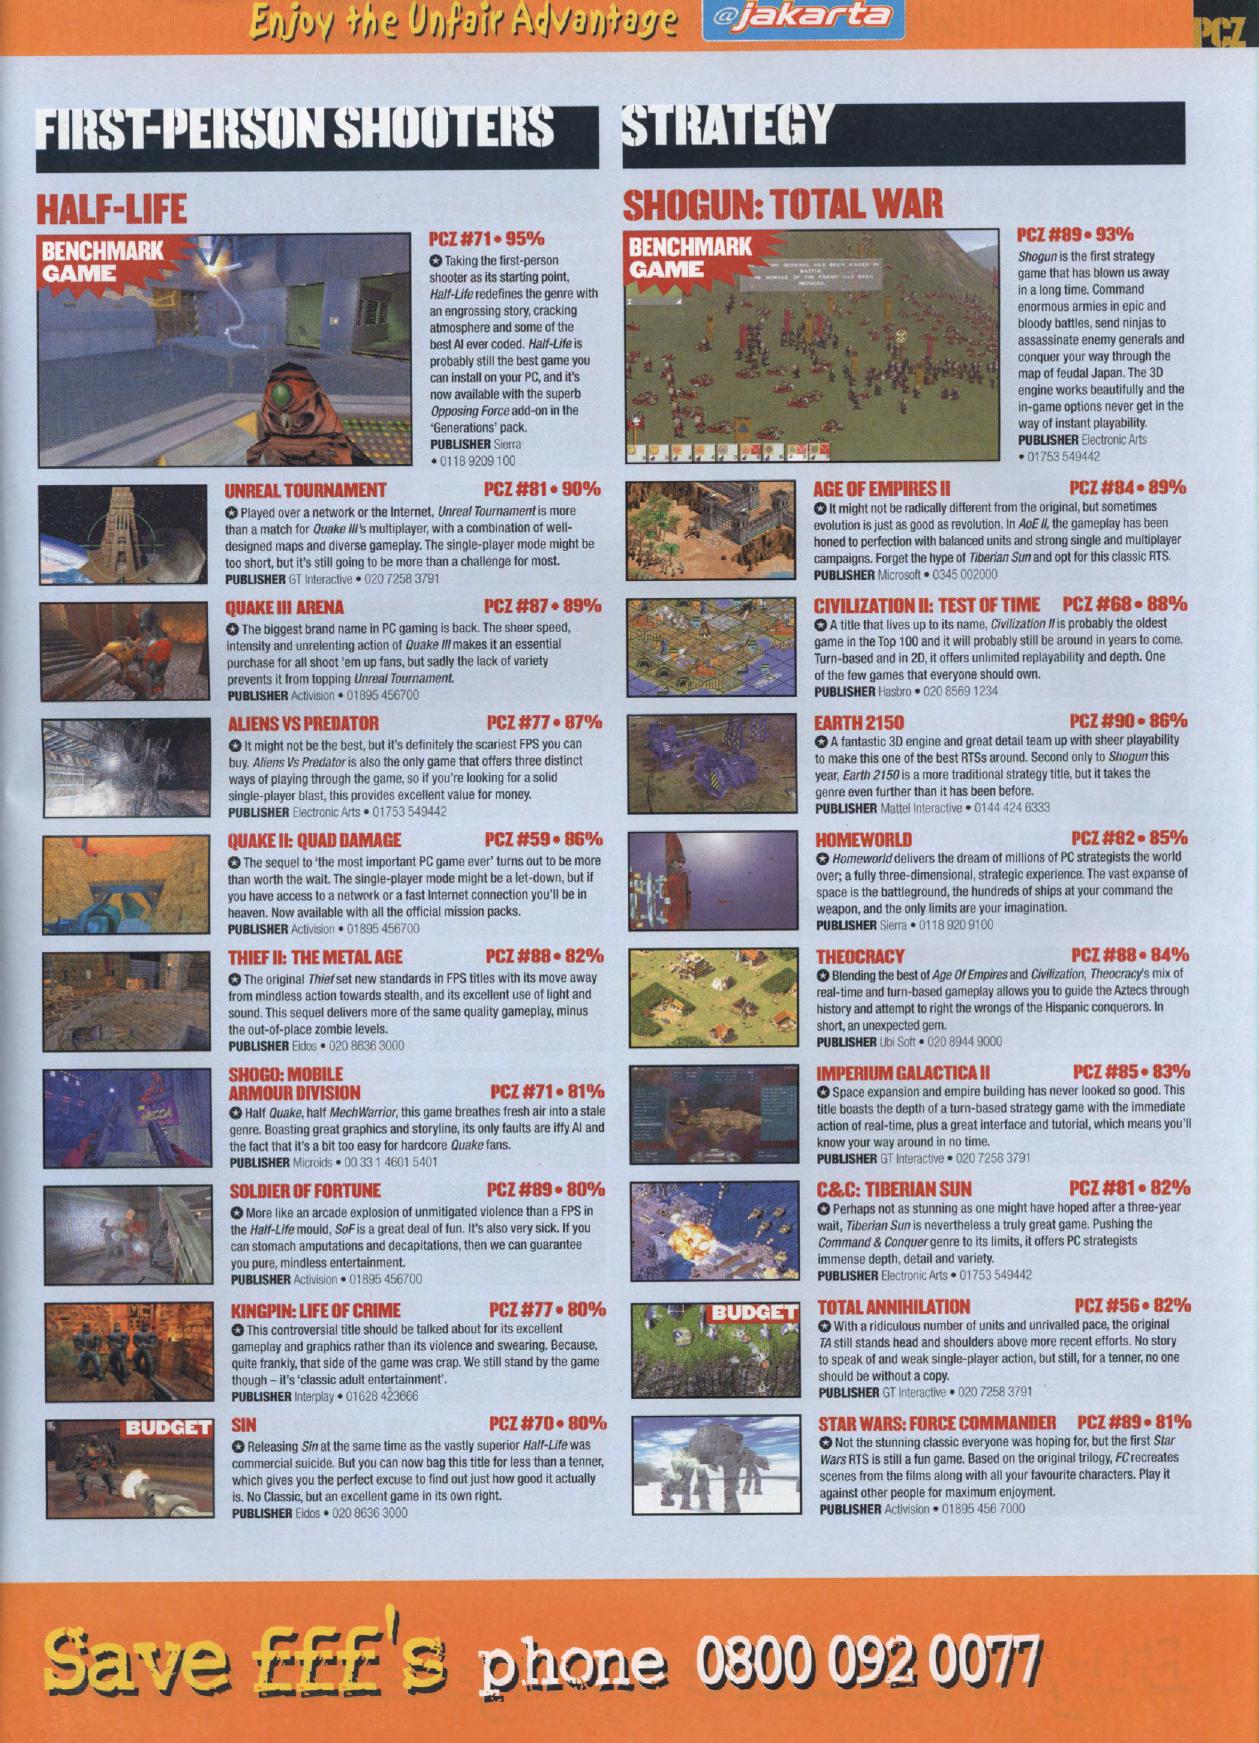 Enjoy the Unfair Advantage
@jakarta
PCZ
FIRST-PERSON SHOOTERS
HALF-LIFE
BENCHMARK
GAME
PCZ #71 • 95%
✪ Taking the first-person
shooter as its starting point,
Half-Life redefines the genre with
an engrossing story, cracking
atmosphere and some of the
best AI ever coded. Half-Life is
probably still the best game you
can install on your PC, and it's
now available with the superb
Opposing Force add-on in the
'Generations' pack.
PUBLISHER Sierra
• 0118 9209 100
UNREAL TOURNAMENT PCZ #81 • 90%
✪ Played over a network or the Internet, Unreal Tournament is more
than a match for Quake III's multiplayer, with a combination of well-
designed maps and diverse gameplay. The single-player mode might be
too short, but it's still going to be more than a challenge for most.
PUBLISHER GT Interactive • 020 7258 3791
QUAKE III ARENA PCZ #87 • 89%
✪ The biggest brand name in PC gaming is back. The sheer speed,
intensity and unrelenting action of Quake III makes it an essential
purchase for all shoot 'em up fans, but sadly the lack of variety
prevents it from topping Unreal Tournament.
PUBLISHER Activision • 01895 456700
ALIENS VS PREDATOR PCZ #77 • 87%
✪ It might not be the best, but it's definitely the scariest FPS you can
buy. Aliens Vs Predator is also the only game that offers three distinct
ways of playing through the game, so if you're looking for a solid
single-player blast, this provides excellent value for money.
PUBLISHER Electronic Arts • 01753 549442
QUAKE II: QUAD DAMAGE PCZ #59 • 86%
✪ The sequel to 'the most important PC game ever' turns out to be more
than worth the wait. The single-player mode might be a let-down, but if
you have access to a network or a fast Internet connection you'll be in
heaven. Now available with all the official mission packs.
PUBLISHER Activision • 01895 456700
THIEF II: THE METAL AGE PCZ #88 • 82%
✪ The original Thief set new standards in FPS titles with its move away
from mindless action towards stealth, and its excellent use of light and
sound. This sequel delivers more of the same quality gameplay, minus
the out-of-place zombie levels.
PUBLISHER Eidos • 020 8636 3000
SHOGO: MOBILE
ARMOUR DIVISION PCZ #71 • 81%
✪ Half Quake, half MechWarrior, this game breathes fresh air into a stale
genre. Boasting great graphics and storyline, its only faults are iffy AI and
the fact that it's a bit too easy for hardcore Quake fans.
PUBLISHER Microids • 00 33 1 4601 5401
SOLDIER OF FORTUNE PCZ #89 • 80%
✪ More like an arcade explosion of unmitigated violence than a FPS in
the Half-Life mould, SoF is a great deal of fun. It's also very sick. If you
can stomach amputations and decapitations, then we can guarantee
you pure, mindless entertainment.
PUBLISHER Activision • 01895 456700
KINGPIN: LIFE OF CRIME PCZ #77 • 80%
✪ This controversial title should be talked about for its excellent
gameplay and graphics rather than its violence and swearing. Because,
quite frankly, that side of the game was crap. We still stand by the game
though – it's 'classic adult entertainment'.
PUBLISHER Interplay • 01628 423666
BUDGET
SIN PCZ #70 • 80%
✪ Releasing Sin at the same time as the vastly superior Half-Life was
commercial suicide. But you can now bag this title for less than a tenner,
which gives you the perfect excuse to find out just how good it actually
is. No Classic, but an excellent game in its own right.
PUBLISHER Eidos • 020 8636 3000
STRATEGY
SHOGUN: TOTAL WAR
BENCHMARK
GAME
PCZ #89 • 93%
Shogun is the first strategy
game that has blown us away
in a long time. Command
enormous armies in epic and
bloody battles, send ninjas to
assassinate enemy generals and
conquer your way through the
map of feudal Japan. The 3D
engine works beautifully and the
in-game options never get in the
way of instant playability.
PUBLISHER Electronic Arts
• 01753 549442
AGE OF EMPIRES II PCZ #84 • 89%
✪ It might not be radically different from the original, but sometimes
evolution is just as good as revolution. In AoE II, the gameplay has been
honed to perfection with balanced units and strong single and multiplayer
campaigns. Forget the hype of Tiberian Sun and opt for this classic RTS.
PUBLISHER Microsoft • 0345 002000
CIVILIZATION II: TEST OF TIME PCZ #68 • 88%
✪ A title that lives up to its name, Civilization II is probably the oldest
game in the Top 100 and it will probably still be around in years to come.
Turn-based and in 2D, it offers unlimited replayability and depth. One
of the few games that everyone should own.
PUBLISHER Hasbro • 020 8569 1234
EARTH 2150 PCZ #90 • 86%
✪ A fantastic 3D engine and great detail team up with sheer playability
to make this one of the best RTSs around. Second only to Shogun this
year, Earth 2150 is a more traditional strategy title, but it takes the
genre even further than it has been before.
PUBLISHER Mattel Interactive • 0144 424 6333
HOMEWORLD PCZ #82 • 85%
✪ Homeworld delivers the dream of millions of PC strategists the world
over; a fully three-dimensional, strategic experience. The vast expanse of
space is the battleground, the hundreds of ships at your command the
weapon, and the only limits are your imagination.
PUBLISHER Sierra • 0118 920 9100
THEOCRACY PCZ #88 • 84%
✪ Blending the best of Age Of Empires and Civilization, Theocracy's mix of
real-time and turn-based gameplay allows you to guide the Aztecs through
history and attempt to right the wrongs of the Hispanic conquerors. In
short, an unexpected gem.
PUBLISHER Ubi Soft • 020 8944 9000
IMPERIUM GALACTICA II PCZ #85 • 83%
✪ Space expansion and empire building has never looked so good. This
title boasts the depth of a turn-based strategy game with the immediate
action of real-time, plus a great interface and tutorial, which means you'll
know your way around in no time.
PUBLISHER GT Interactive • 020 7258 3791
C&C: TIBERIAN SUN PCZ #81 • 82%
✪ Perhaps not as stunning as one might have hoped after a three-year
wait, Tiberian Sun is nevertheless a truly great game. Pushing the
Command & Conquer genre to its limits, it offers PC strategists
immense depth, detail and variety.
PUBLISHER Electronic Arts • 01753 549442
BUDGET
TOTAL ANNIHILATION PCZ #56 • 82%
✪ With a ridiculous number of units and unrivalled pace, the original
TA still stands head and shoulders above more recent efforts. No story
to speak of and weak single-player action, but still, for a tenner, no one
should be without a copy.
PUBLISHER GT Interactive • 020 7258 3791
STAR WARS: FORCE COMMANDER PCZ #89 • 81%
✪ Not the stunning classic everyone was hoping for, but the first Star
Wars RTS is still a fun game. Based on the original trilogy, FC recreates
scenes from the films along with all your favourite characters. Play it
against other people for maximum enjoyment.
PUBLISHER Activision • 01895 456 7000
Save fff's phone 0800 092 0077